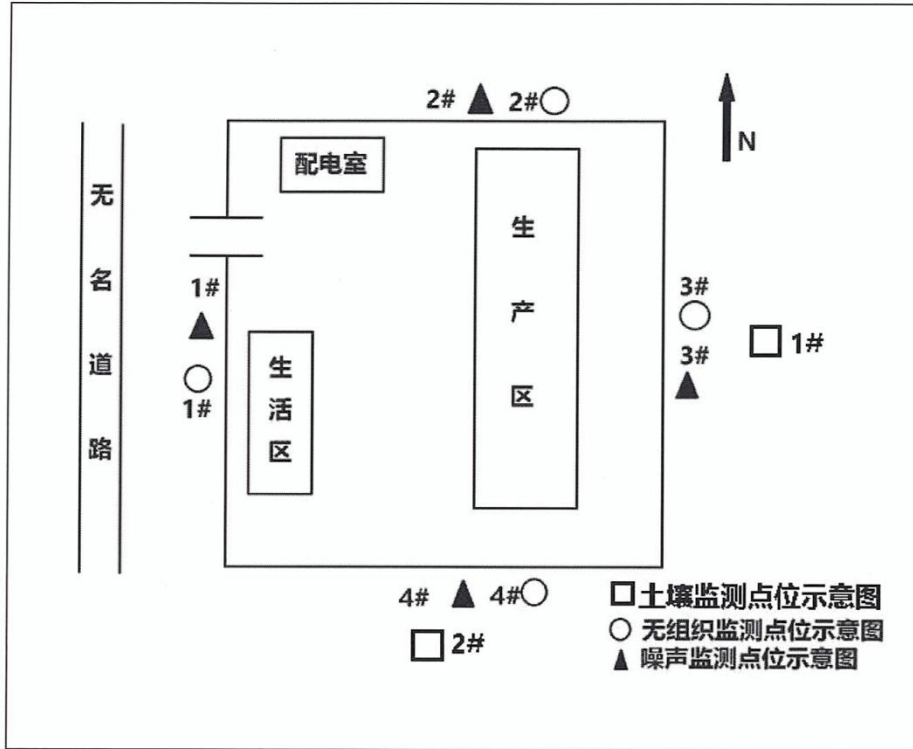 2# 2#
N
配电室
无名道路
生产区
1#
3#
1#
3#
生活区
1#
4# 4#
2#
土壤监测点位示意图
无组织监测点位示意图
噪声监测点位示意图